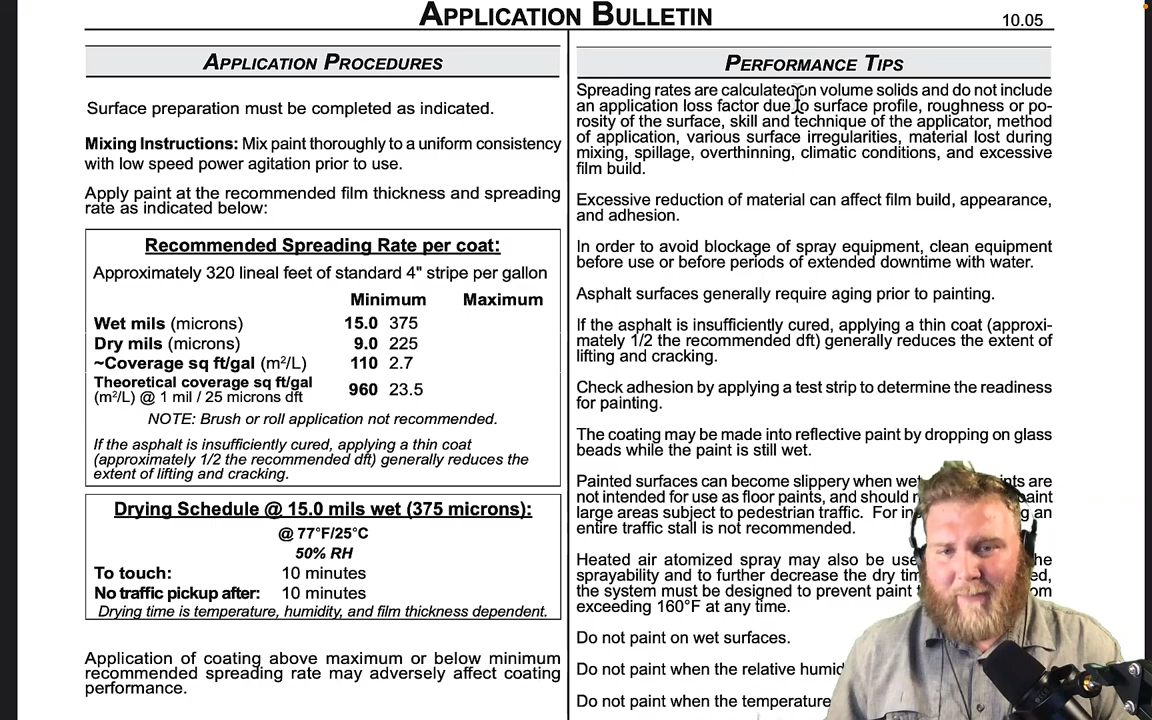 APPLICATION BULLETIN
10.05
APPLICATION PROCEDURES
Surface preparation must be completed as indicated.
Mixing Instructions: Mix paint thoroughly to a uniform consistency
with low speed power agitation prior to use.
Apply paint at the recommended film thickness and spreading
rate as indicated below:
Recommended Spreading Rate per coat:
Approximately 320 lineal feet of standard 4" stripe per gallon
Minimum Maximum
Wet mils (microns) 15.0 375
Dry mils (microns) 9.0 225
~Coverage sq ft/gal (m²/L) 110 2.7
Theoretical coverage sq ft/gal
(m²/L) @ 1 mil / 25 microns dft 960 23.5
NOTE: Brush or roll application not recommended.
If the asphalt is insufficiently cured, applying a thin coat
(approximately 1/2 the recommended dft) generally reduces the
extent of lifting and cracking.
Drying Schedule @ 15.0 mils wet (375 microns):
@ 77°F/25°C
50% RH
To touch: 10 minutes
No traffic pickup after: 10 minutes
Drying time is temperature, humidity, and film thickness dependent.
Application of coating above maximum or below minimum
recommended spreading rate may adversely affect coating
performance.
PERFORMANCE TIPS
Spreading rates are calculated on volume solids and do not include
an application loss factor due to surface profile, roughness or po-
rosity of the surface, skill and technique of the applicator, method
of application, various surface irregularities, material lost during
mixing, spillage, overthinning, climatic conditions, and excessive
film build.
Excessive reduction of material can affect film build, appearance,
and adhesion.
In order to avoid blockage of spray equipment, clean equipment
before use or before periods of extended downtime with water.
Asphalt surfaces generally require aging prior to painting.
If the asphalt is insufficiently cured, applying a thin coat (approxi-
mately 1/2 the recommended dft) generally reduces the extent of
lifting and cracking.
Check adhesion by applying a test strip to determine the readiness
for painting.
The coating may be made into reflective paint by dropping on glass
beads while the paint is still wet.
Painted surfaces can become slippery when wet are
not intended for use as floor paints, and should
large areas subject to pedestrian traffic. For an
entire traffic stall is not recommended.
Heated air atomized spray may also be
sprayability and to further decrease the dry
the system must be designed to prevent paint
exceeding 160°F at any time.
Do not paint on wet surfaces.
Do not paint when the relative
Do not paint when the temperature